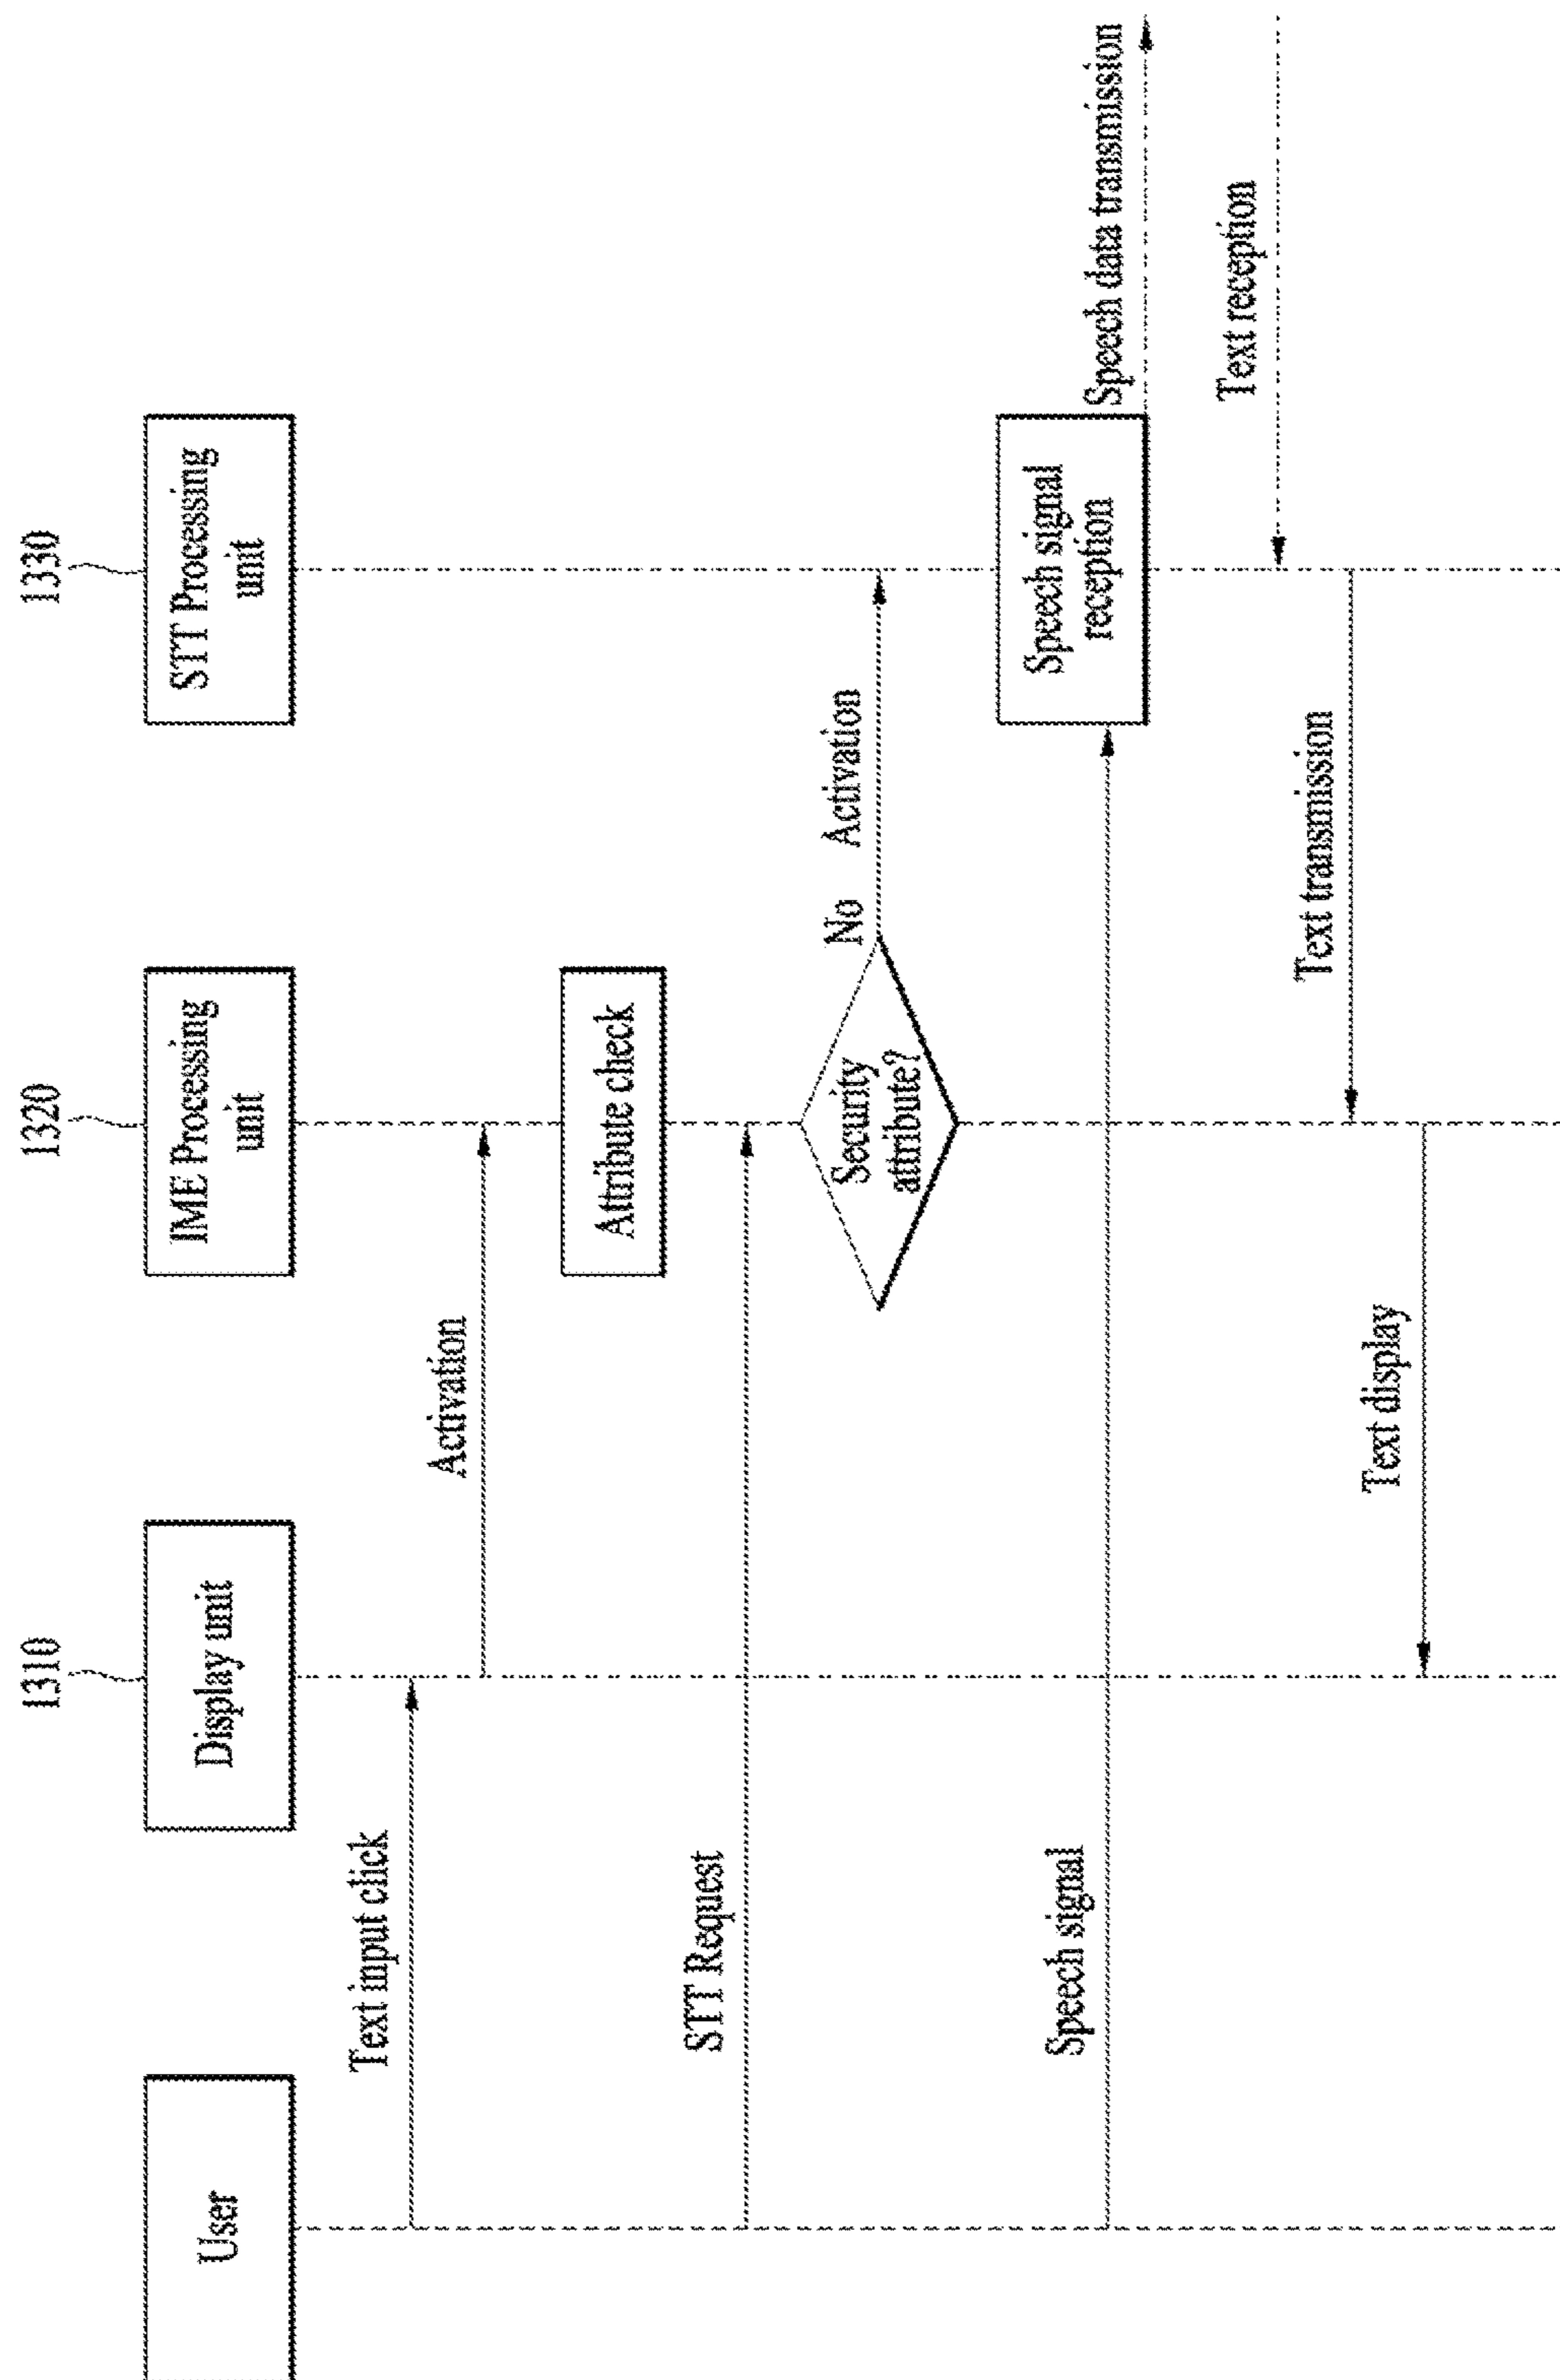 1310
1320
1330
User
Display unit
IME Processing
unit
STT Processing
unit
Text input click
Activation
Attribute check
STT Request
Security
attribute?
No
Activation
Speech signal
Speech signal
reception
Speech data transmission
Text reception
Text transmission
Text display